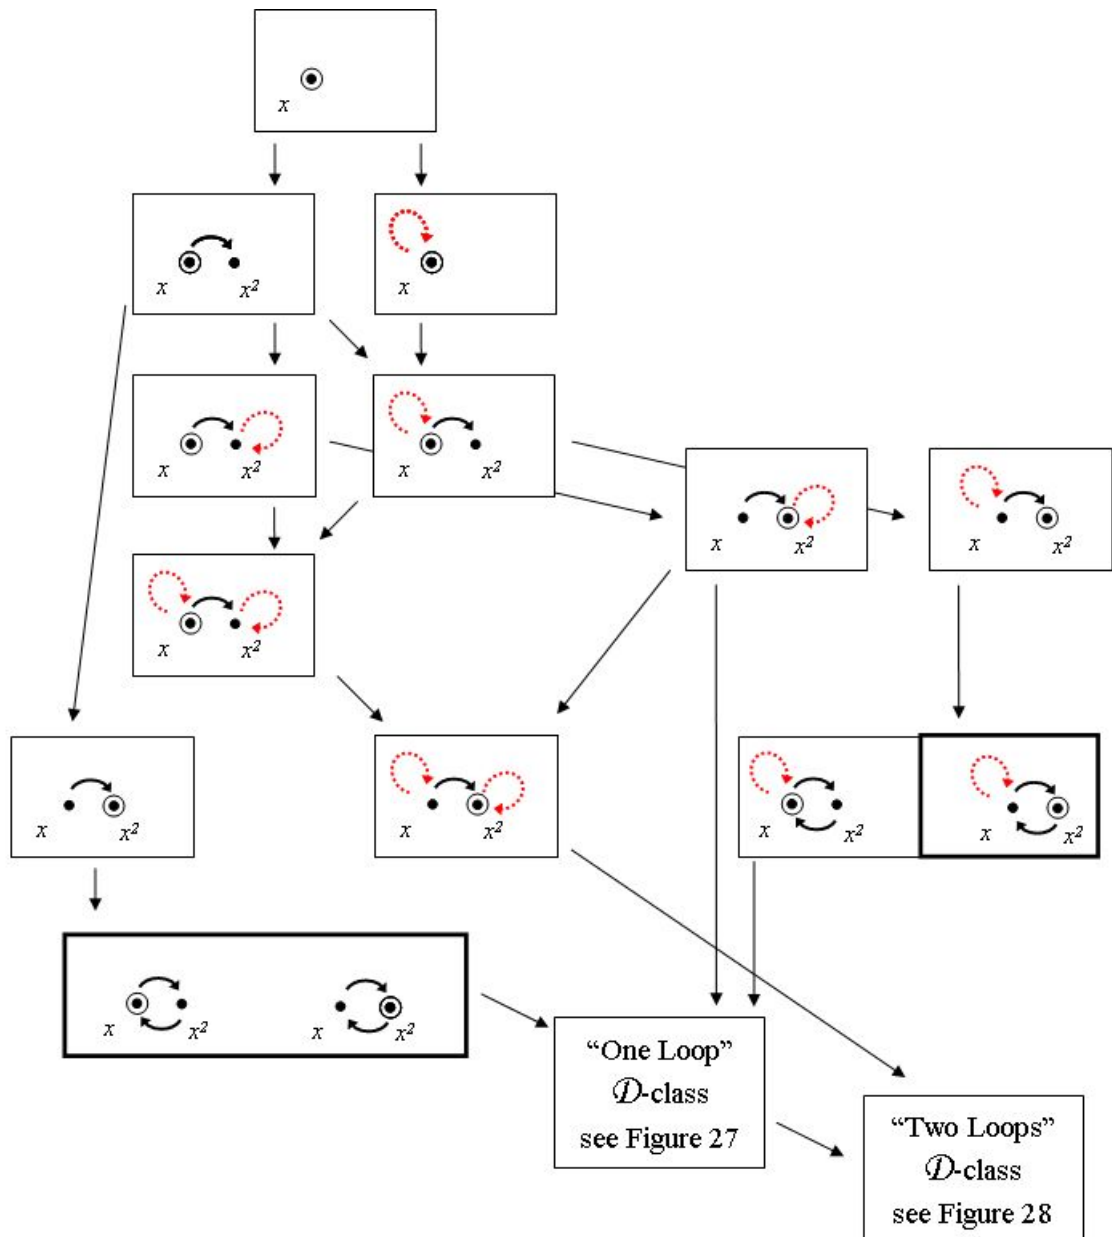 x
x x²
x
x x²
x x²
x x²
x x²
x x²
x x²
x x²
x x²
x x²
x x²
x x²
“One Loop”
𝒟-class
see Figure 27
“Two Loops”
𝒟-class
see Figure 28